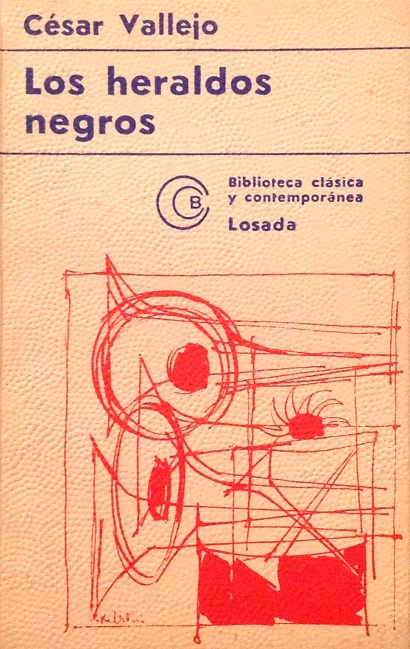 César Vallejo
Los heraldos
negros
B
Biblioteca clásica
y contemporánea
Losada